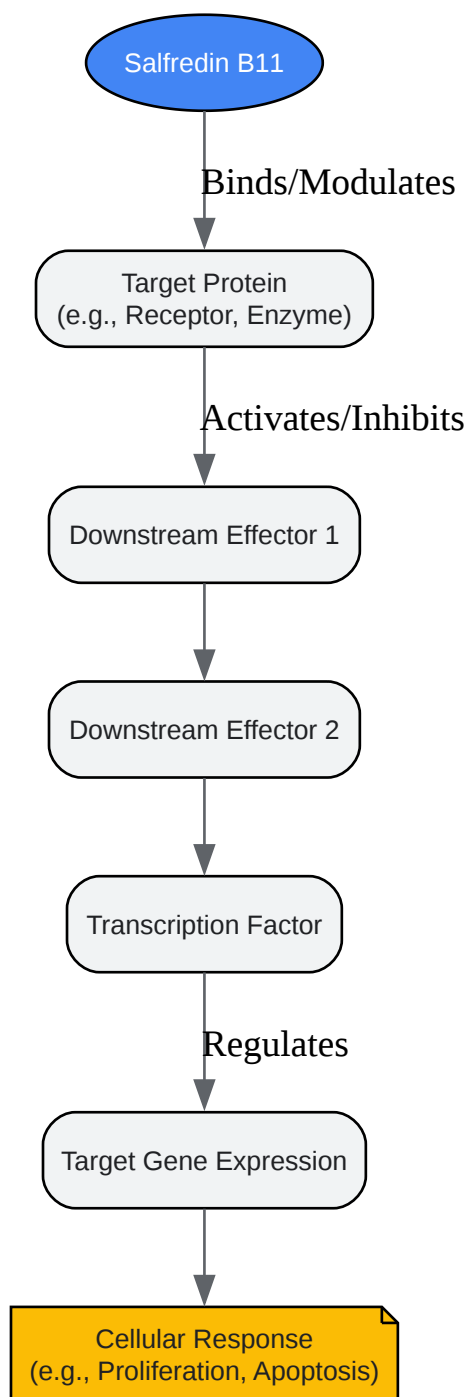 Salfredin B11
Binds/Modulates
Target Protein
(e.g., Receptor, Enzyme)
Activates/Inhibits
Downstream Effector 1
Downstream Effector 2
Transcription Factor
Regulates
Target Gene Expression
Cellular Response
(e.g., Proliferation, Apoptosis)